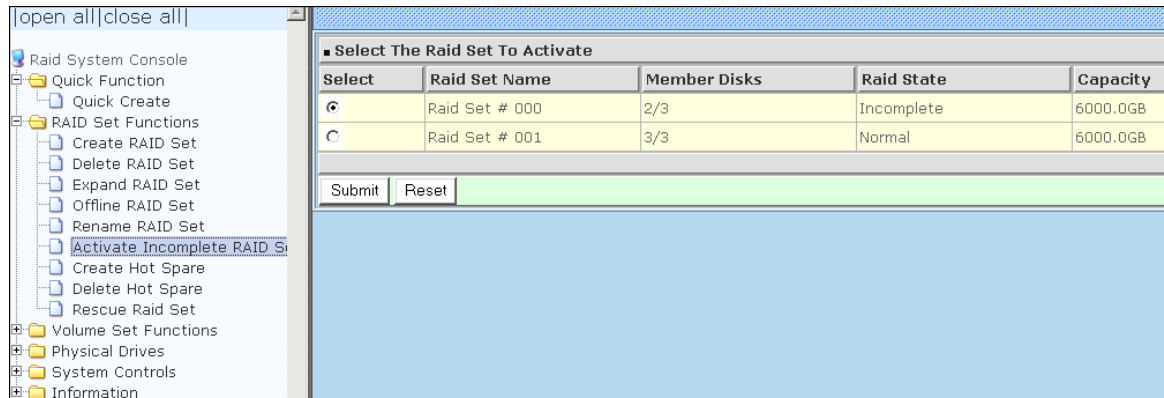 |open all|close all|
Raid System Console
Quick Function
Quick Create
RAID Set Functions
Create RAID Set
Delete RAID Set
Expand RAID Set
Offline RAID Set
Rename RAID Set
Activate Incomplete RAID S
Create Hot Spare
Delete Hot Spare
Rescue Raid Set
Volume Set Functions
Physical Drives
System Controls
Information
Select The Raid Set To Activate
Select Raid Set Name Member Disks Raid State Capacity
Raid Set # 000 2/3 Incomplete 6000.0GB
Raid Set # 001 3/3 Normal 6000.0GB
Submit Reset